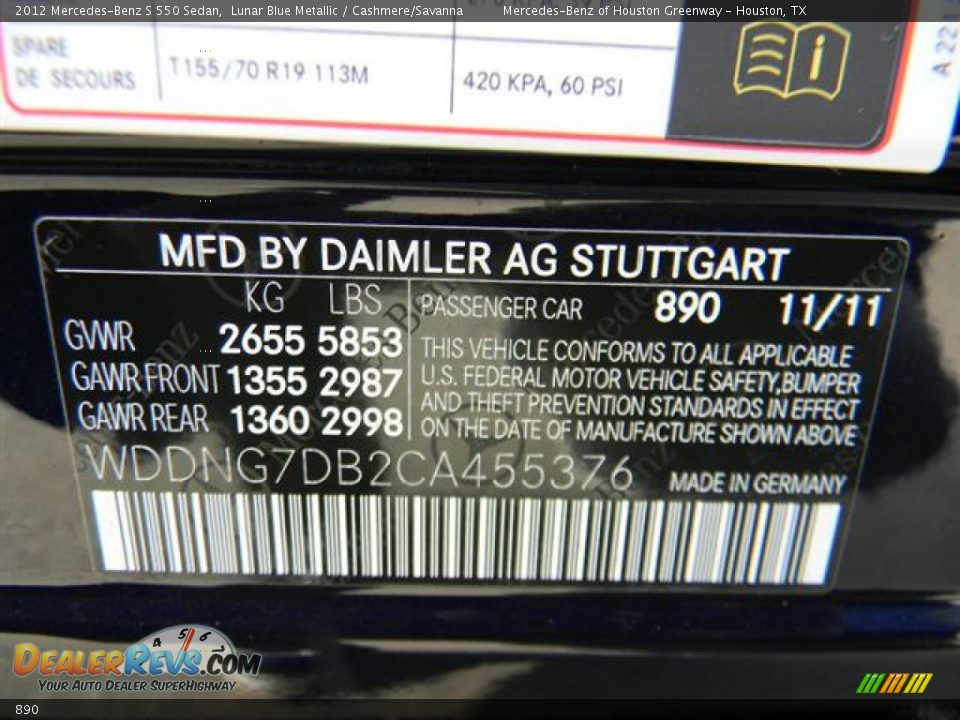 2012 Mercedes-Benz S 550 Sedan, Lunar Blue Metallic / Cashmere/Savanna Mercedes-Benz of Houston Greenway - Houston, TX
SPARE
DE SECOURS
T155/70 R19 113M
420 KPA, 60 PSI
A 221
MFD BY DAIMLER AG STUTTGART
KG LBS
PASSENGER CAR 890 11/11
GVWR 2655 5853
GAWR FRONT 1355 2987
GAWR REAR 1360 2998
THIS VEHICLE CONFORMS TO ALL APPLICABLE
U.S. FEDERAL MOTOR VEHICLE SAFETY,BUMPER
AND THEFT PREVENTION STANDARDS IN EFFECT
ON THE DATE OF MANUFACTURE SHOWN ABOVE
WDDNG7DB2CA455376
MADE IN GERMANY
4 5 6
DEALERREVS.COM
YOUR AUTO DEALER SUPERHIGHWAY
890